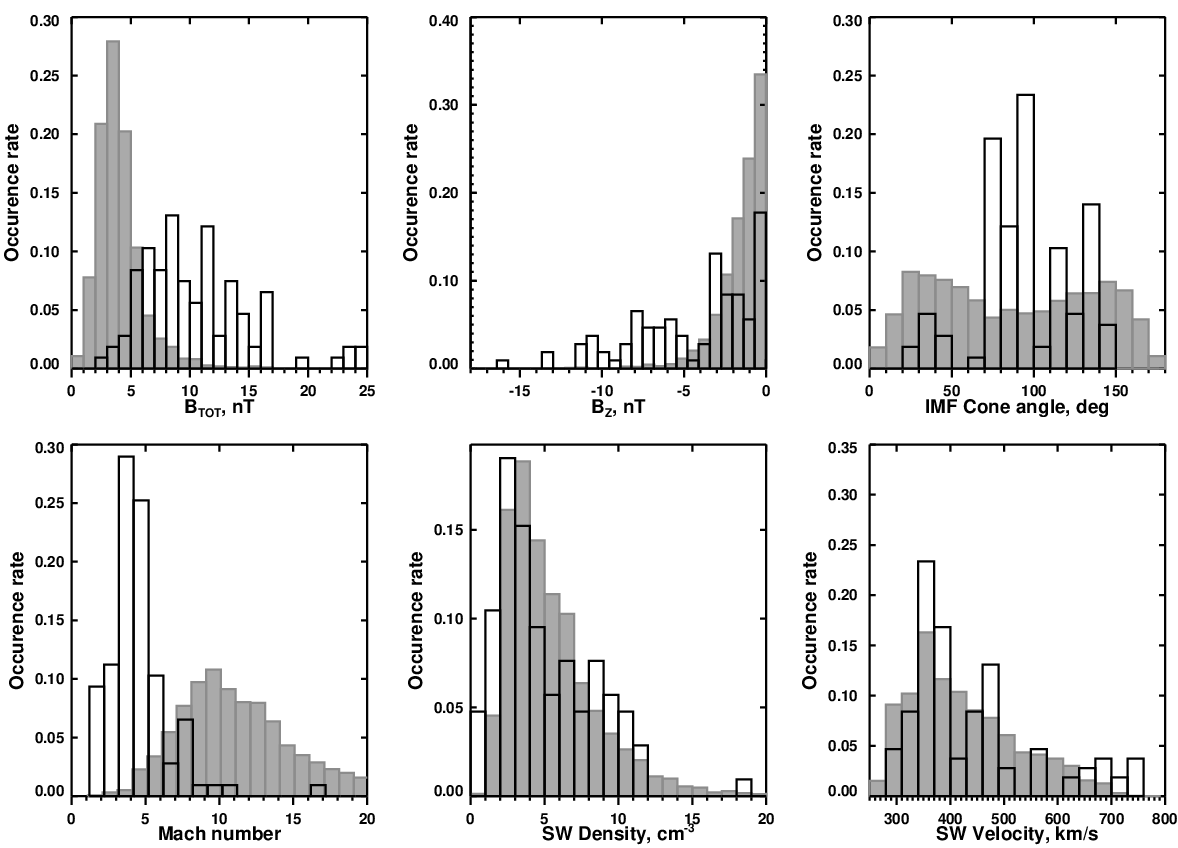 0.30
0.25
0.20
0.15
0.10
0.05
0.00
Occurence rate
0 5 10 15 20 25
B_TOT, nT
0.40
0.30
0.20
0.10
0.00
Occurence rate
-15 -10 -5 0
B_Z, nT
0.30
0.25
0.20
0.15
0.10
0.05
0.00
Occurence rate
0 50 100 150
IMF Cone angle, deg
0.30
0.25
0.20
0.15
0.10
0.05
0.00
Occurence rate
0 5 10 15 20
Mach number
0.15
0.10
0.05
0.00
Occurence rate
0 5 10 15 20
SW Density, cm⁻³
0.35
0.30
0.25
0.20
0.15
0.10
0.05
0.00
Occurence rate
300 400 500 600 700 800
SW Velocity, km/s